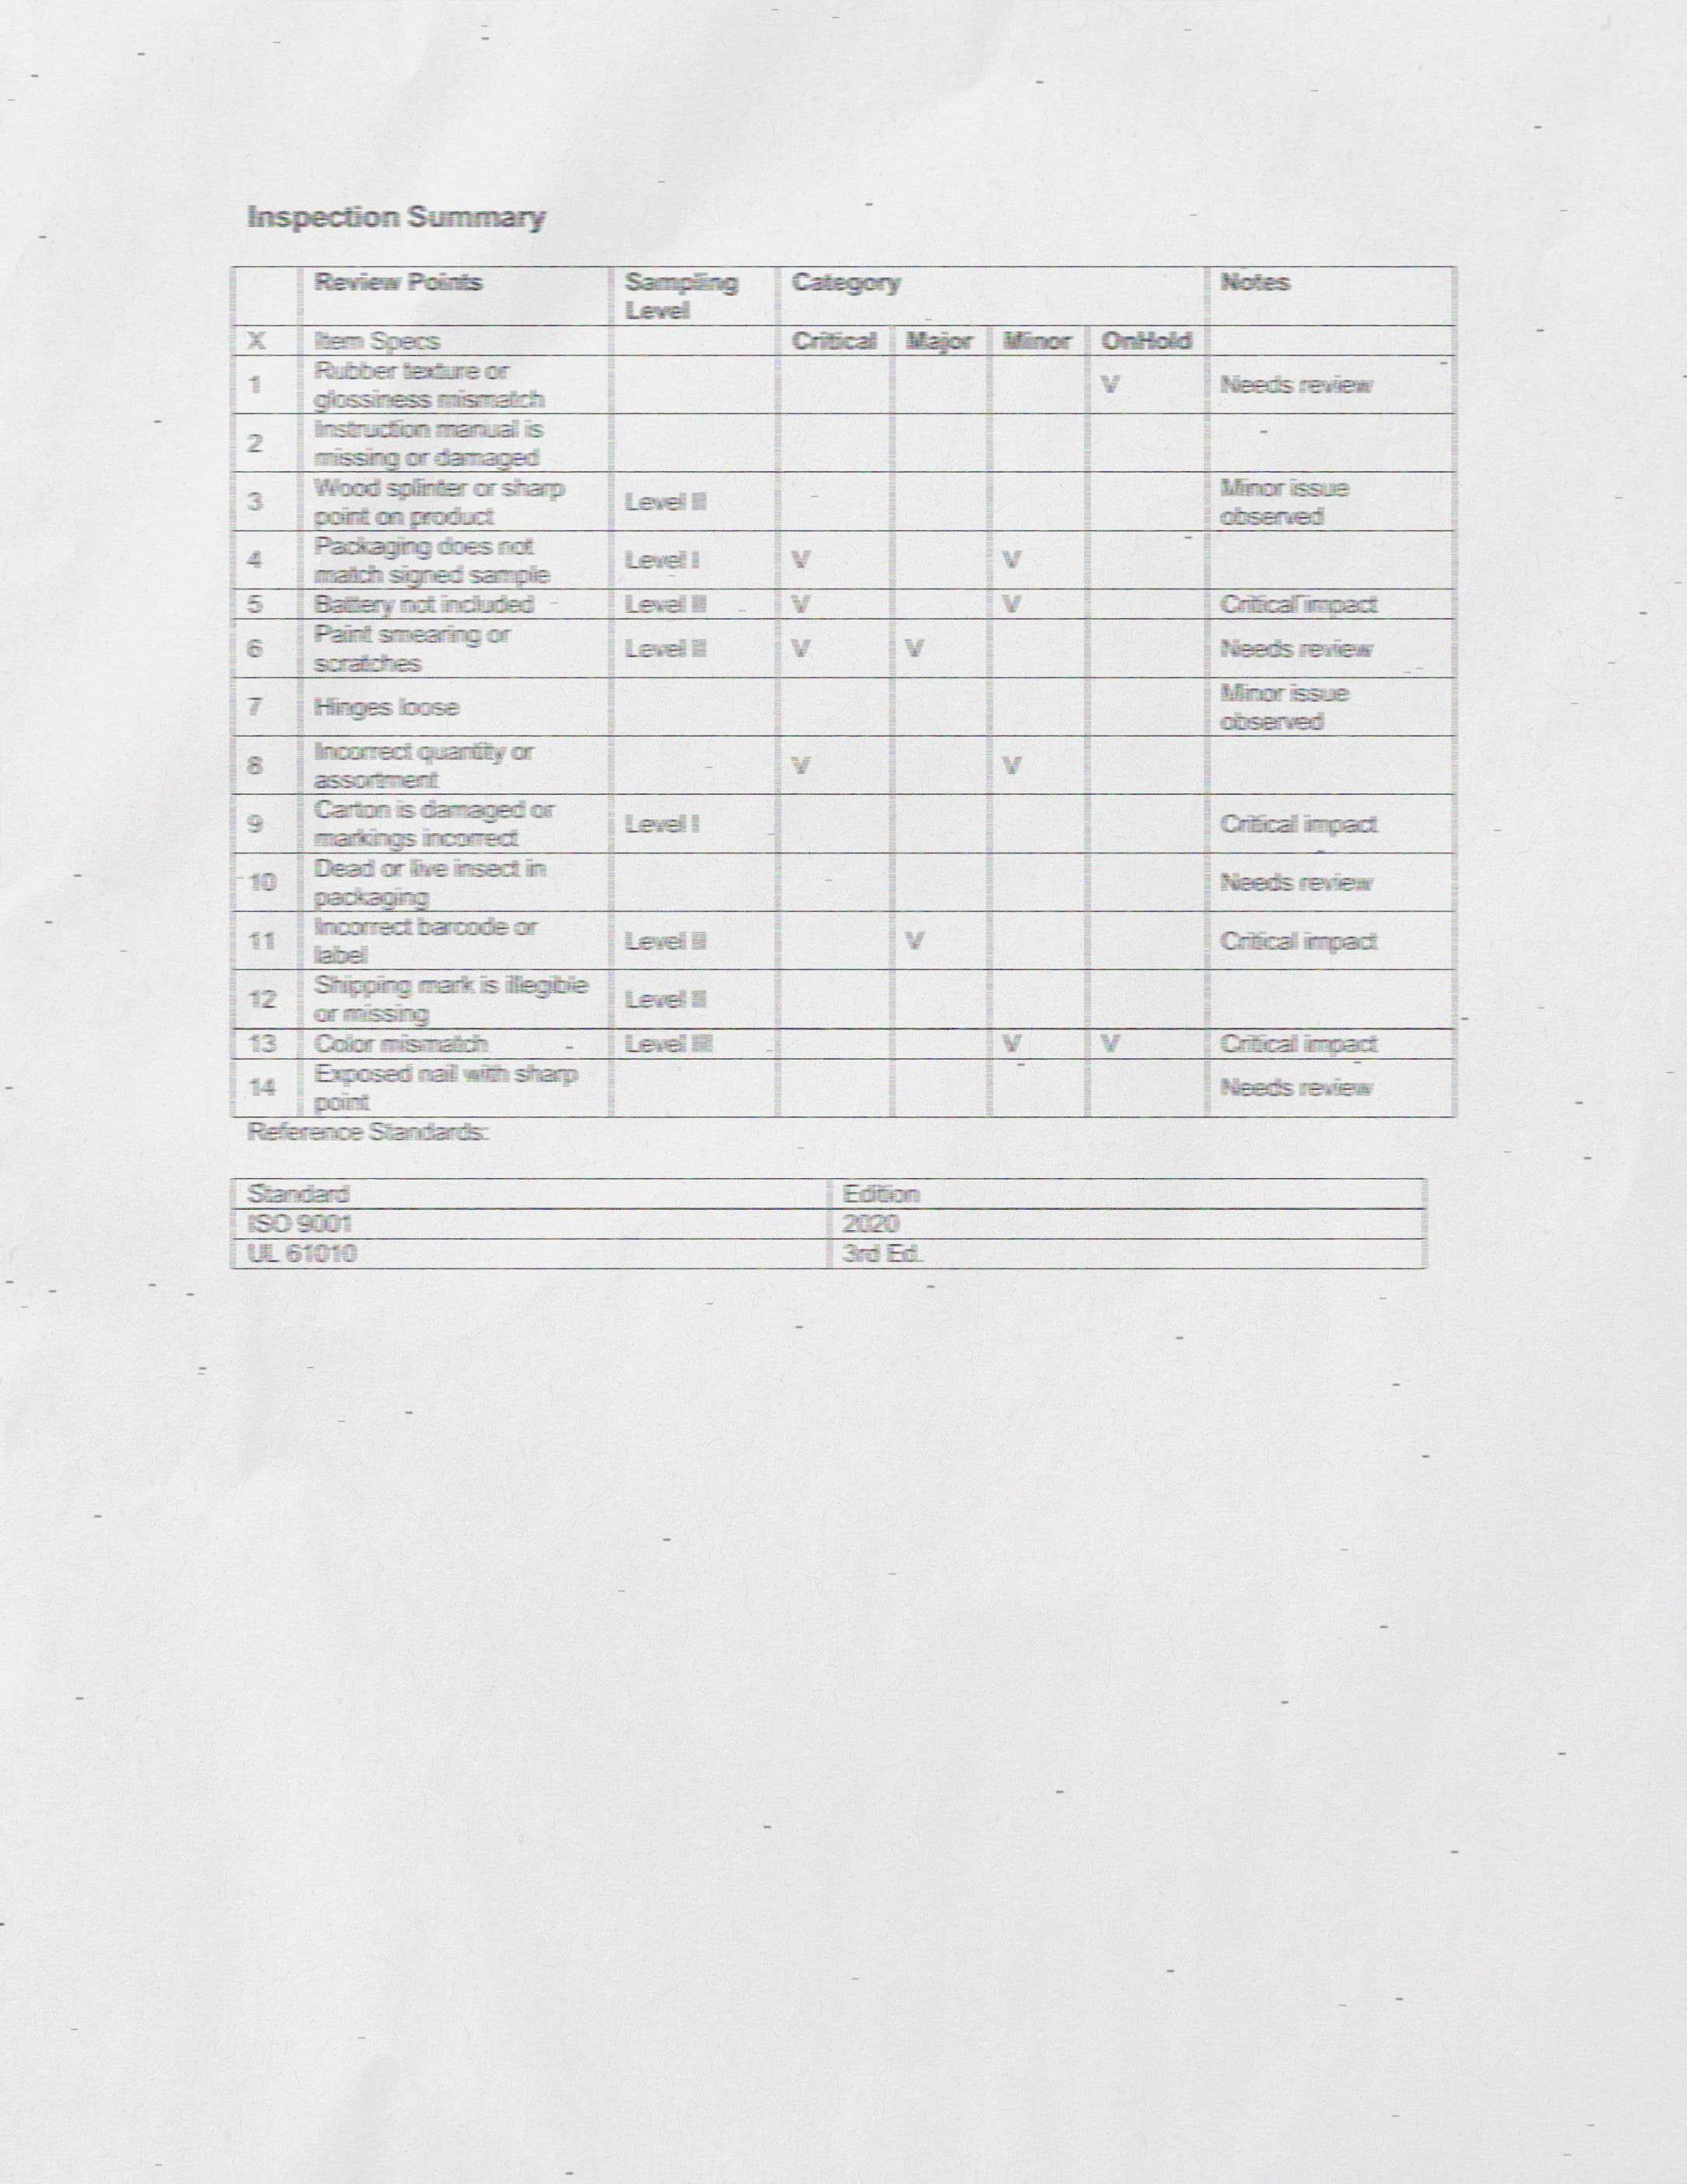 Inspection Summary
Review Points Sampling Level Category Notes
X Item Specs Critical Major Minor OnHold
1 Rubber texture or glossiness mismatch V Needs review
2 Instruction manual is missing or damaged
3 Wood splinter or sharp point on product Level II Minor issue observed
4 Packaging does not match signed sample Level I V V
5 Battery not included Level II V V Critical impact
6 Paint smearing or scratches Level II V V Needs review
7 Hinges loose Minor issue observed
8 Incorrect quantity or assortment V V
9 Carton is damaged or markings incorrect Level I Critical impact
10 Dead or live insect in packaging Needs review
11 Incorrect barcode or label Level II V Critical impact
12 Shipping mark is illegible or missing Level II
13 Color mismatch Level III V V Critical impact
14 Exposed nail with sharp point Needs review
Reference Standards:
Standard Edition
ISO 9001 2020
UL 61010 3rd Ed.